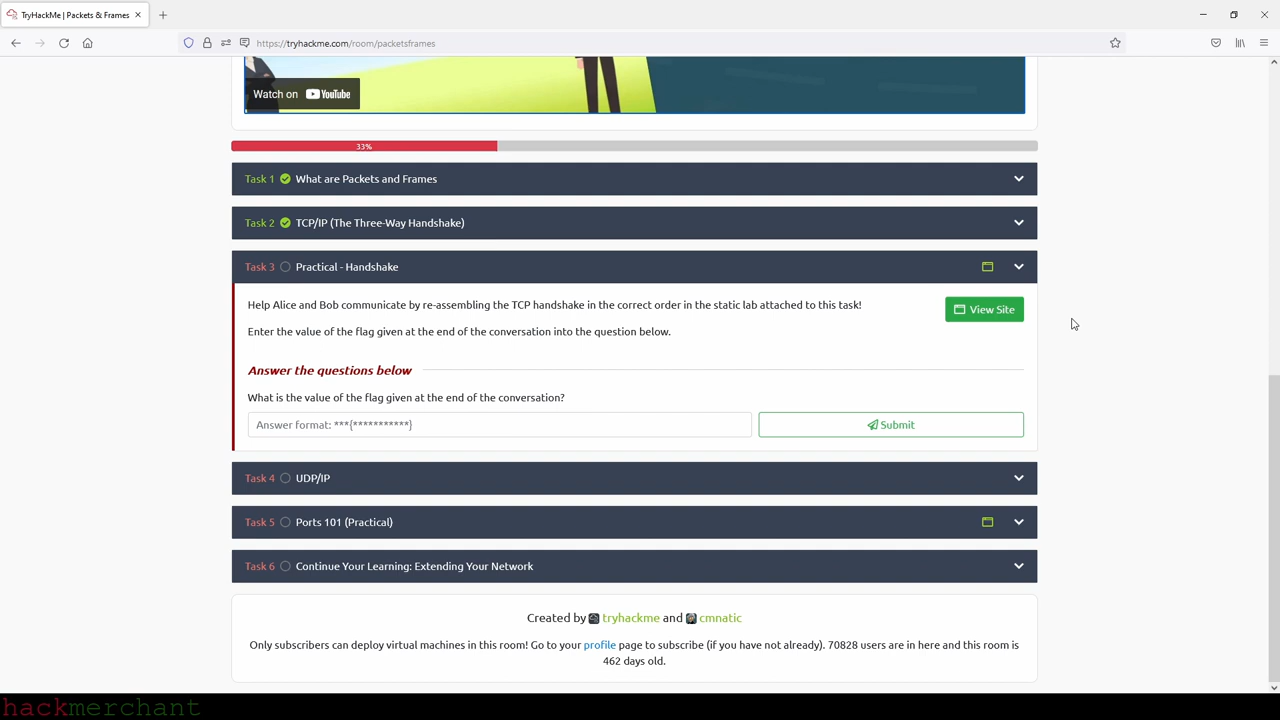 TryHackMe | Packets & Frames
https://tryhackme.com/room/packetsframes
Watch on YouTube
33%
Task 1 What are Packets and Frames
Task 2 TCP/IP (The Three-Way Handshake)
Task 3 Practical - Handshake
Help Alice and Bob communicate by re-assembling the TCP handshake in the correct order in the static lab attached to this task!
View Site
Enter the value of the flag given at the end of the conversation into the question below.
Answer the questions below
What is the value of the flag given at the end of the conversation?
Answer format: ***{***********}
Submit
Task 4 UDP/IP
Task 5 Ports 101 (Practical)
Task 6 Continue Your Learning: Extending Your Network
Created by tryhackme and cmnatic
Only subscribers can deploy virtual machines in this room! Go to your profile page to subscribe (if you have not already). 70828 users are in here and this room is
462 days old.
hackmerchant